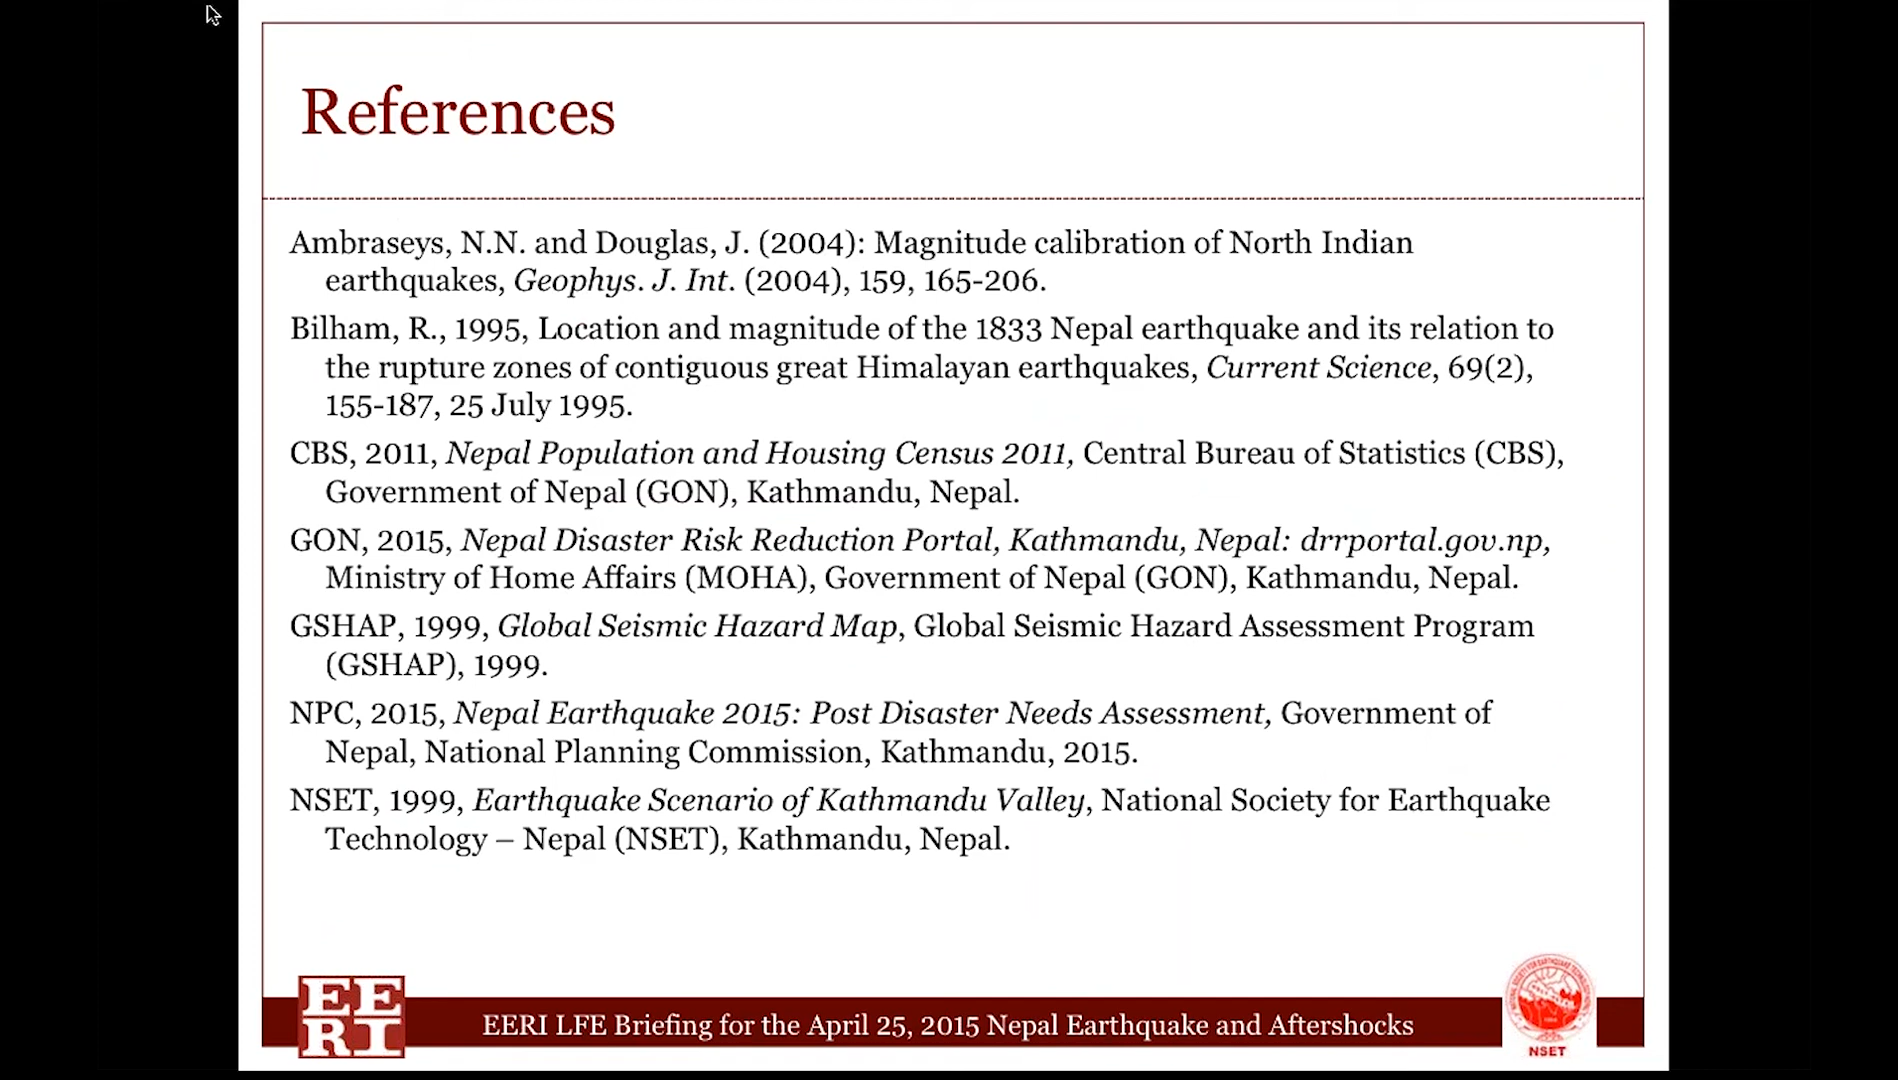 References
Ambraseys, N.N. and Douglas, J. (2004): Magnitude calibration of North Indian
earthquakes, Geophys. J. Int. (2004), 159, 165-206.
Bilham, R., 1995, Location and magnitude of the 1833 Nepal earthquake and its relation to
the rupture zones of contiguous great Himalayan earthquakes, Current Science, 69(2),
155-187, 25 July 1995.
CBS, 2011, Nepal Population and Housing Census 2011, Central Bureau of Statistics (CBS),
Government of Nepal (GON), Kathmandu, Nepal.
GON, 2015, Nepal Disaster Risk Reduction Portal, Kathmandu, Nepal: drrportal.gov.np,
Ministry of Home Affairs (MOHA), Government of Nepal (GON), Kathmandu, Nepal.
GSHAP, 1999, Global Seismic Hazard Map, Global Seismic Hazard Assessment Program
(GSHAP), 1999.
NPC, 2015, Nepal Earthquake 2015: Post Disaster Needs Assessment, Government of
Nepal, National Planning Commission, Kathmandu, 2015.
NSET, 1999, Earthquake Scenario of Kathmandu Valley, National Society for Earthquake
Technology – Nepal (NSET), Kathmandu, Nepal.
EE
RI
EERI LFE Briefing for the April 25, 2015 Nepal Earthquake and Aftershocks
NSET